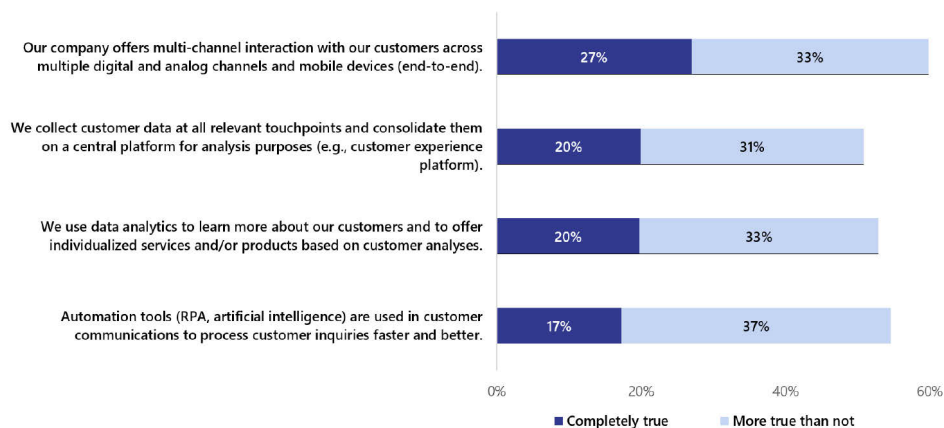 Our company offers multi-channel interaction with our customers across
multiple digital and analog channels and mobile devices (end-to-end).
27%
33%
We collect customer data at all relevant touchpoints and consolidate them
on a central platform for analysis purposes (e.g., customer experience
platform).
20%
31%
We use data analytics to learn more about our customers and to offer
individualized services and/or products based on customer analyses.
20%
33%
Automation tools (RPA, artificial intelligence) are used in customer
communications to process customer inquiries faster and better.
17%
37%
0%
20%
40%
60%
Completely true
More true than not